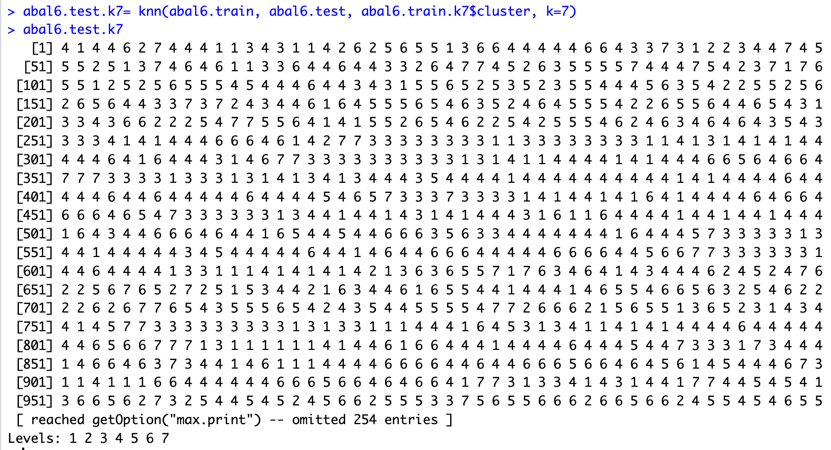 > abal6.test.k7= knn(abal6.train, abal6.test, abal6.train.k7$cluster, k=7)
> abal6.test.k7
[1] 4 1 4 4 6 2 7 4 4 4 1 1 3 4 3 1 1 4 2 6 2 5 6 5 5 1 3 6 6 4 4 4 4 4 6 6 4 3 3 7 3 1 2 2 3 4 4 7 4 5
[51] 5 5 2 5 1 3 7 4 6 4 6 1 1 3 3 6 4 4 6 4 4 3 3 2 6 4 7 7 4 5 2 6 3 5 5 5 5 5 7 4 4 4 7 5 4 2 3 7 1 7 6
[101] 5 5 1 2 5 2 5 6 5 5 5 4 5 4 4 4 6 4 4 3 4 3 1 5 5 6 5 2 5 3 5 2 3 5 5 4 4 4 5 6 3 5 4 2 2 5 5 2 5 6
[151] 2 6 5 6 4 4 3 3 7 3 7 2 4 3 4 4 6 1 6 4 5 5 5 6 5 4 6 3 5 2 4 6 4 5 5 5 4 2 2 6 5 5 6 4 4 6 5 4 3 1
[201] 3 3 4 3 6 6 2 2 2 5 4 7 7 5 5 6 4 1 4 1 5 5 2 6 5 4 6 2 2 5 4 2 5 5 5 4 6 2 4 6 3 4 6 4 6 4 3 5 4 3
[251] 3 3 3 4 1 4 1 4 4 4 6 6 6 4 6 1 4 2 7 7 3 3 3 3 3 3 3 3 1 1 3 3 3 3 3 3 3 3 1 1 4 1 3 1 4 1 4 1 4 4
[301] 4 4 4 6 4 1 6 4 4 4 3 1 4 6 7 7 3 3 3 3 3 3 3 3 3 3 1 3 1 4 1 1 4 4 4 4 1 4 1 4 4 4 6 6 5 6 4 6 6 4
[351] 7 7 7 3 3 3 3 1 3 3 3 1 3 1 4 1 3 4 1 3 4 4 4 3 5 4 4 4 4 1 4 4 4 4 4 4 4 4 4 4 1 4 1 4 4 4 4 6 4 4
[401] 4 4 4 6 4 4 6 4 4 4 4 6 4 4 4 4 5 4 6 5 7 3 3 3 7 3 3 3 3 1 4 1 4 4 1 4 1 6 4 1 4 4 4 4 6 4 6 6 4
[451] 6 6 6 4 6 5 4 7 3 3 3 3 3 3 1 3 4 4 1 4 4 1 4 3 1 4 1 4 4 4 3 1 6 1 1 6 4 4 4 4 1 4 4 1 4 4 1 4 4 4
[501] 1 6 4 3 4 4 6 6 6 4 6 4 4 1 6 5 4 4 5 4 4 6 6 6 3 5 6 3 3 4 4 4 4 4 4 4 1 6 4 4 4 5 7 3 3 3 3 3 1 3
[551] 4 4 1 4 4 4 4 4 3 4 5 4 4 4 4 4 6 4 4 1 4 6 4 4 6 6 6 4 4 4 4 4 6 6 6 6 4 4 5 6 6 7 7 3 3 3 3 3 1
[601] 4 4 6 4 4 4 4 1 3 3 1 1 1 4 1 4 1 4 1 4 2 1 3 6 3 6 5 5 7 1 7 6 3 4 6 4 1 4 3 4 4 4 6 2 4 5 2 4 7 6
[651] 2 2 5 6 7 6 5 2 7 2 5 1 5 3 4 4 2 1 6 3 4 4 6 1 6 5 5 4 4 1 4 4 4 1 4 6 5 5 4 6 6 5 6 3 2 5 4 6 2 2
[701] 2 2 6 2 6 7 7 6 5 4 3 5 5 5 6 5 4 2 4 3 5 4 4 5 5 5 5 4 7 7 2 6 6 6 2 1 5 6 5 5 1 3 6 5 2 3 1 4 3 4
[751] 4 1 4 5 7 7 3 3 3 3 3 3 3 3 3 1 3 1 3 3 1 1 1 4 4 4 1 6 4 5 3 1 3 4 1 1 4 1 4 1 4 4 4 4 6 4 4 4 4 4
[801] 4 4 6 5 6 6 7 7 7 1 3 1 1 1 1 1 1 1 4 1 4 4 6 1 6 6 4 4 4 1 4 4 4 4 6 4 4 4 5 4 4 7 3 3 3 1 7 3 4 4 4
[851] 1 4 6 6 4 6 3 7 3 4 4 1 4 6 1 1 1 4 4 4 4 6 6 6 6 4 4 6 4 4 6 6 6 5 6 6 4 6 4 5 6 1 4 5 4 4 4 6 7 3
[901] 1 1 4 1 1 1 6 6 4 4 4 4 4 4 6 6 6 5 6 6 4 6 4 6 6 4 1 7 7 3 1 3 3 4 1 4 3 1 4 4 1 7 7 4 4 5 4 5 4 1
[951] 3 6 6 5 6 2 7 3 2 5 4 4 5 4 5 2 4 5 6 2 5 5 5 3 3 7 5 6 5 5 6 6 6 2 6 6 5 6 6 2 4 5 5 4 5 4 6 5 5
[ reached getOption("max.print") -- omitted 254 entries ]
Levels: 1 2 3 4 5 6 7